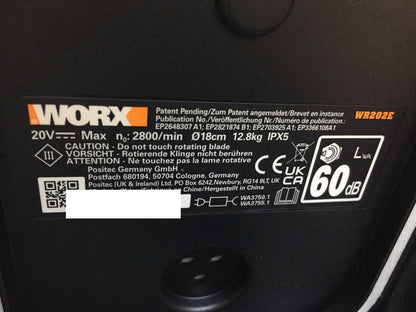 WORX
Patent Pending/Zum Patent angemeldet/Brevet en instance
Publication No./Veröffentlichung Nr./Numéro de publication:
EP2648307 A1; EP2821874 B1; EP2703925 A1; EP3366108A1
WR202E
20V Max n₀: 2800/min Ø18cm 12.8kg IPX5
CAUTION - Do not touch rotating blade
VORSICHT - Rotierende Klinge nicht berühren
ATTENTION - Ne touchez pas la lame rotative
III
Positec Germany GmbH
Postfach 680194, 50704 Cologne, Germany
Positec (UK & Ireland) Ltd. PO Box 6242, Newbury, RG14 9LT, UK
in China/Hergestellt in China/
WA3750.1
WA3755.1
CE
UK
CA
LWA
60dB